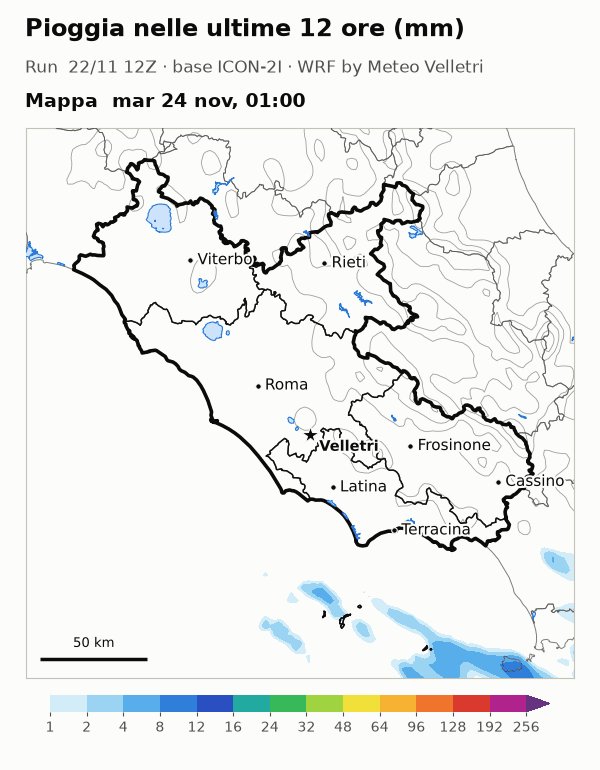 Pioggia nelle ultime 12 ore (mm)
Run  22/11 12Z · base ICON-2I · WRF by Meteo Velletri
Mappa  mar 24 nov, 01:00
Viterbo
Rieti
Roma
Velletri
Frosinone
Latina
Cassino
Terracina
50 km
1 2 4 8 12 16 24 32 48 64 96 128 192 256